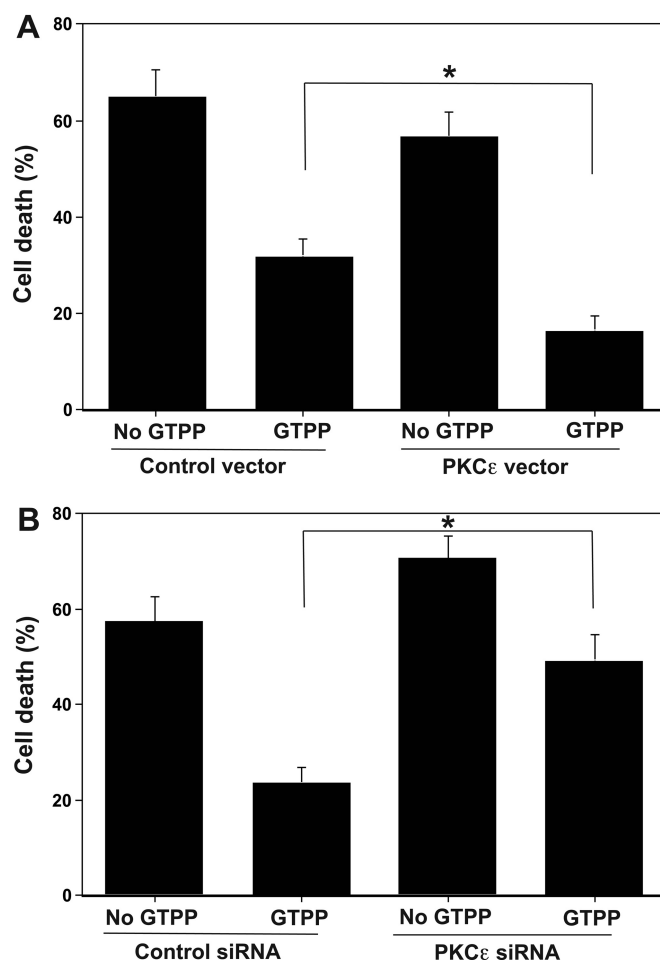 A
Cell death (%)
80
60
40
20
0
*
No GTPP GTPP No GTPP GTPP
Control vector PKCε vector
B
Cell death (%)
80
60
40
20
0
*
No GTPP GTPP No GTPP GTPP
Control siRNA PKCε siRNA